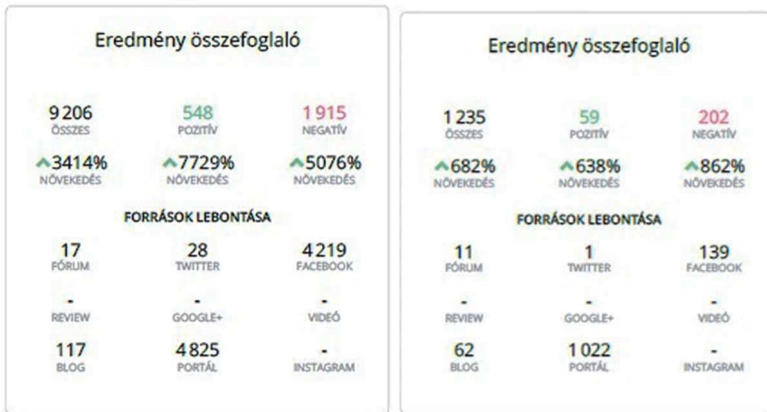 Eredmény összefoglaló
9 206 548 1 915
ÖSSZES POZITÍV NEGATÍV
3414% 7729% 5076%
NÖVEKEDÉS NÖVEKEDÉS NÖVEKEDÉS
FORRÁSOK LEBONTÁSA
17 28 4 219
FÓRUM TWITTER FACEBOOK
- - -
REVIEW GOOGLE+ VIDEÓ
117 4 825 -
BLOG PORTÁL INSTAGRAM
Eredmény összefoglaló
1 235 59 202
ÖSSZES POZITÍV NEGATÍV
682% 638% 862%
NÖVEKEDÉS NÖVEKEDÉS NÖVEKEDÉS
FORRÁSOK LEBONTÁSA
11 1 139
FÓRUM TWITTER FACEBOOK
- - -
REVIEW GOOGLE+ VIDEÓ
62 1 022 -
BLOG PORTÁL INSTAGRAM